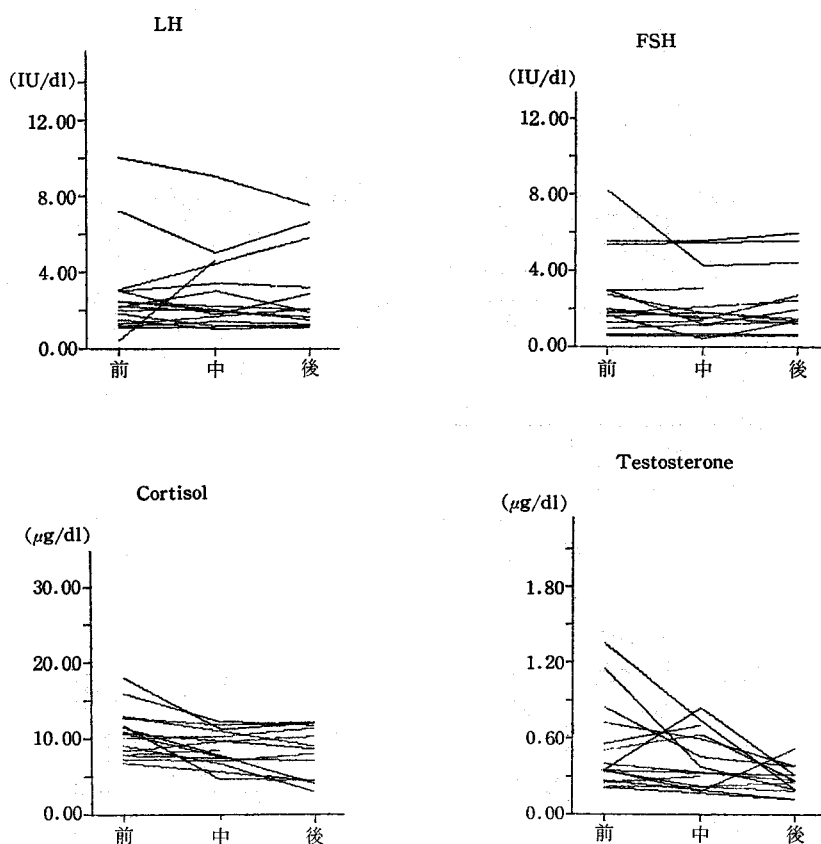 LH
(IU/dl)
12.00
8.00
4.00
0.00
前 中 後
FSH
(IU/dl)
12.00
8.00
4.00
0.00
前 中 後
Cortisol
(μg/dl)
30.00
20.00
10.00
0.00
前 中 後
Testosterone
(μg/dl)
1.80
1.20
0.60
0.00
前 中 後